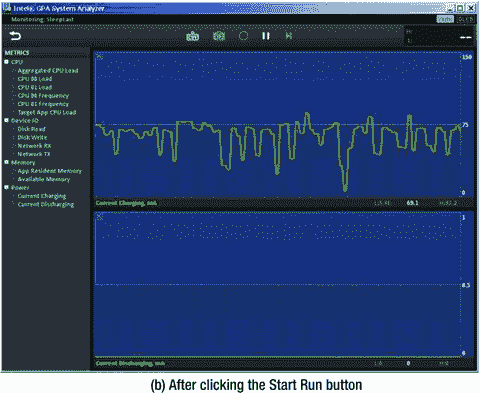 Intel® GPA System Analyzer
Monitoring: SleepTest
METRICS
CPU
Aggregated CPU Load
CPU 00 Load
CPU 01 Load
CPU 00 Frequency
CPU 01 Frequency
Target App CPU Load
Device IO
Disk Read
Disk Write
Network RX
Network TX
Memory
App Resident Memory
Available Memory
Power
Current Charging
Current Discharging
150
75
0
Current Charging, mA
69.1
1
0.5
0
Current Discharging, mA
0
(b) After clicking the Start Run button